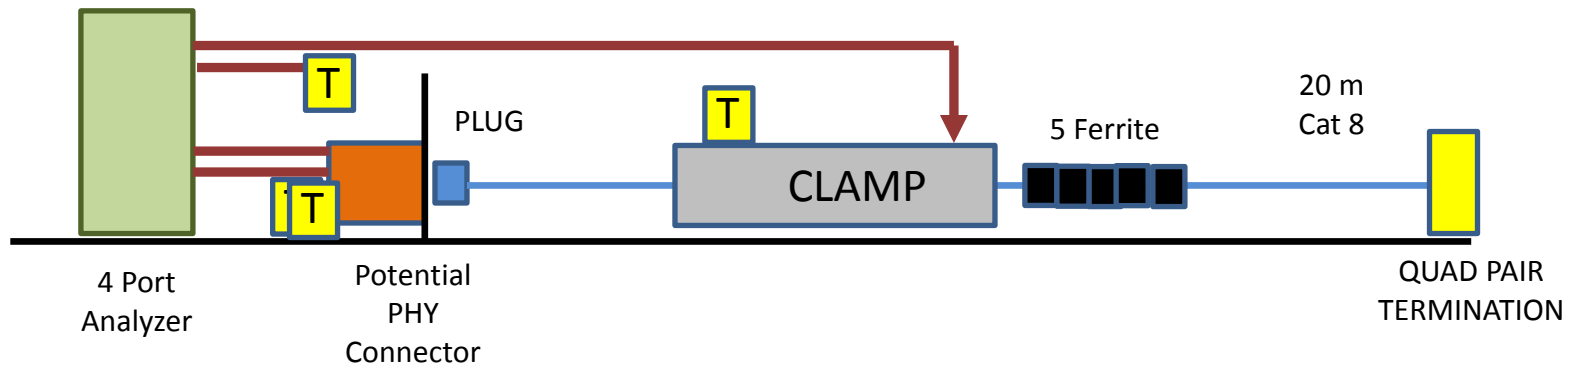 T
PLUG
T
5 Ferrite
20 m
Cat 8
CLAMP
T
4 Port
Analyzer
Potential
PHY
Connector
QUAD PAIR
TERMINATION